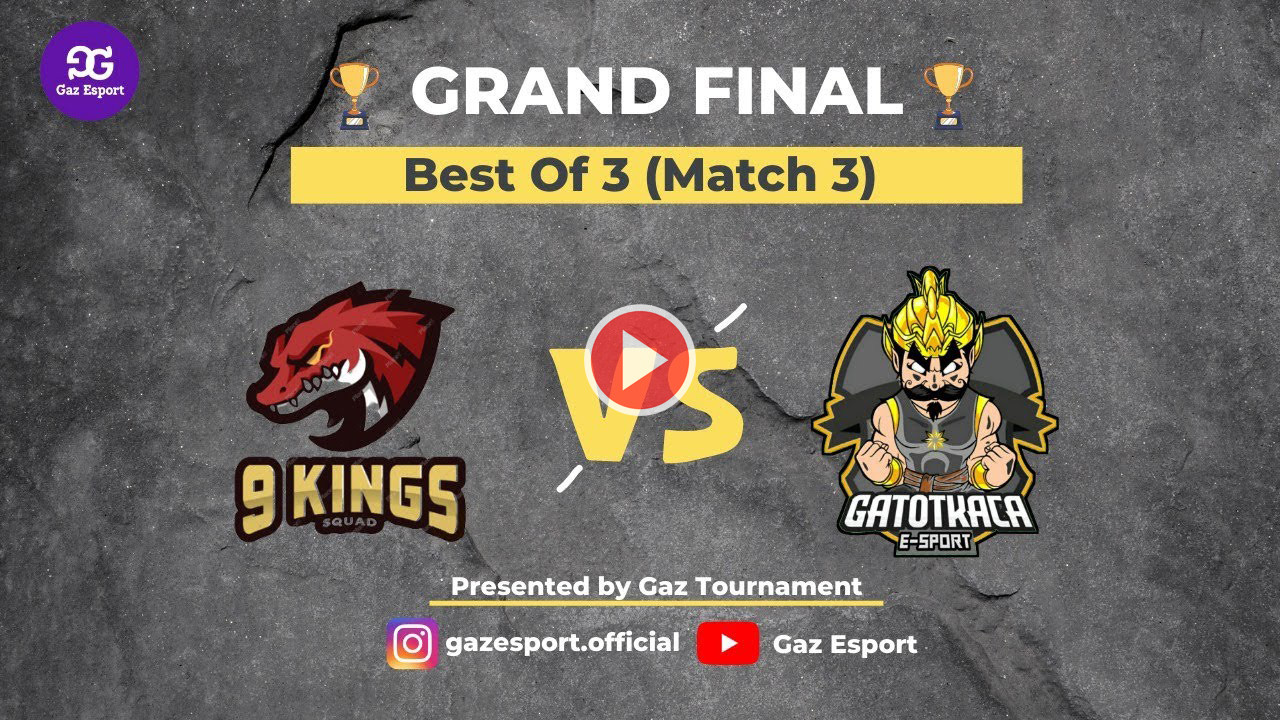 GG
Gaz Esport
GRAND FINAL
Best Of 3 (Match 3)
VS
9 KINGS
SQUAD
GATOTKACA
E-SPORT
Presented by Gaz Tournament
gazesport.official
Gaz Esport